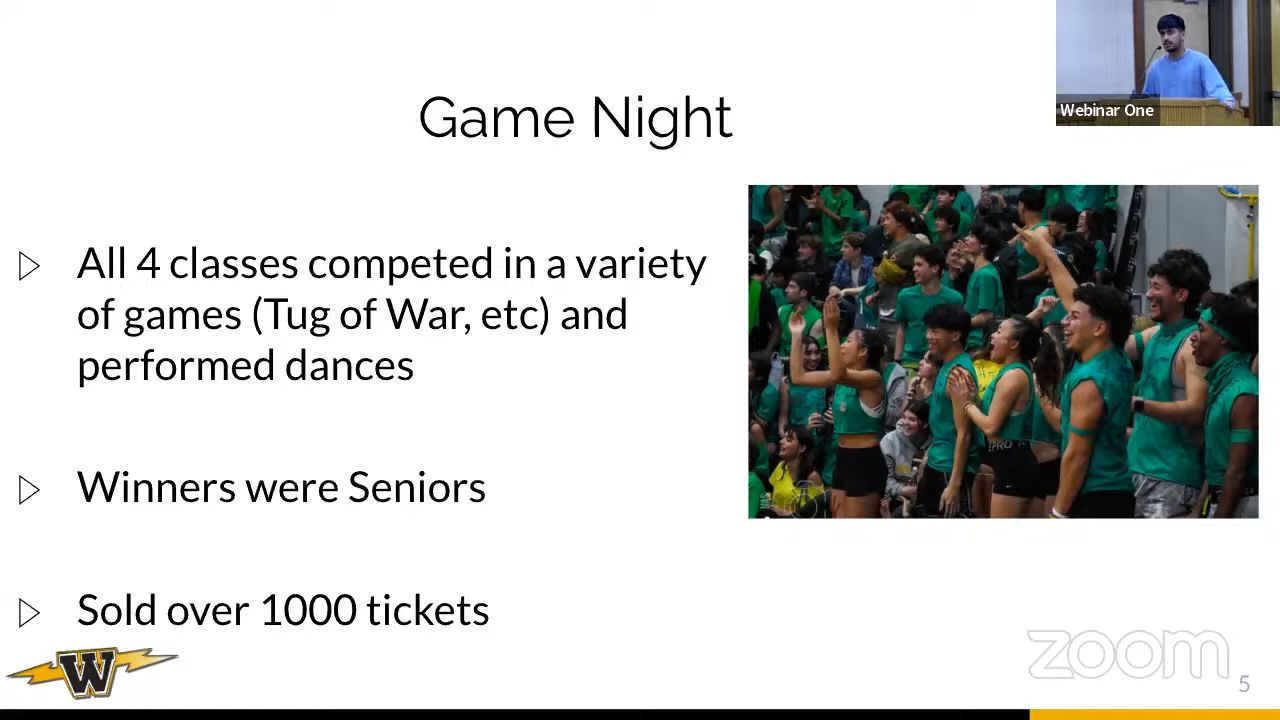 Game Night
Webinar One
All 4 classes competed in a variety
of games (Tug of War, etc) and
performed dances
Winners were Seniors
Sold over 1000 tickets
PRO
W
zoom
5